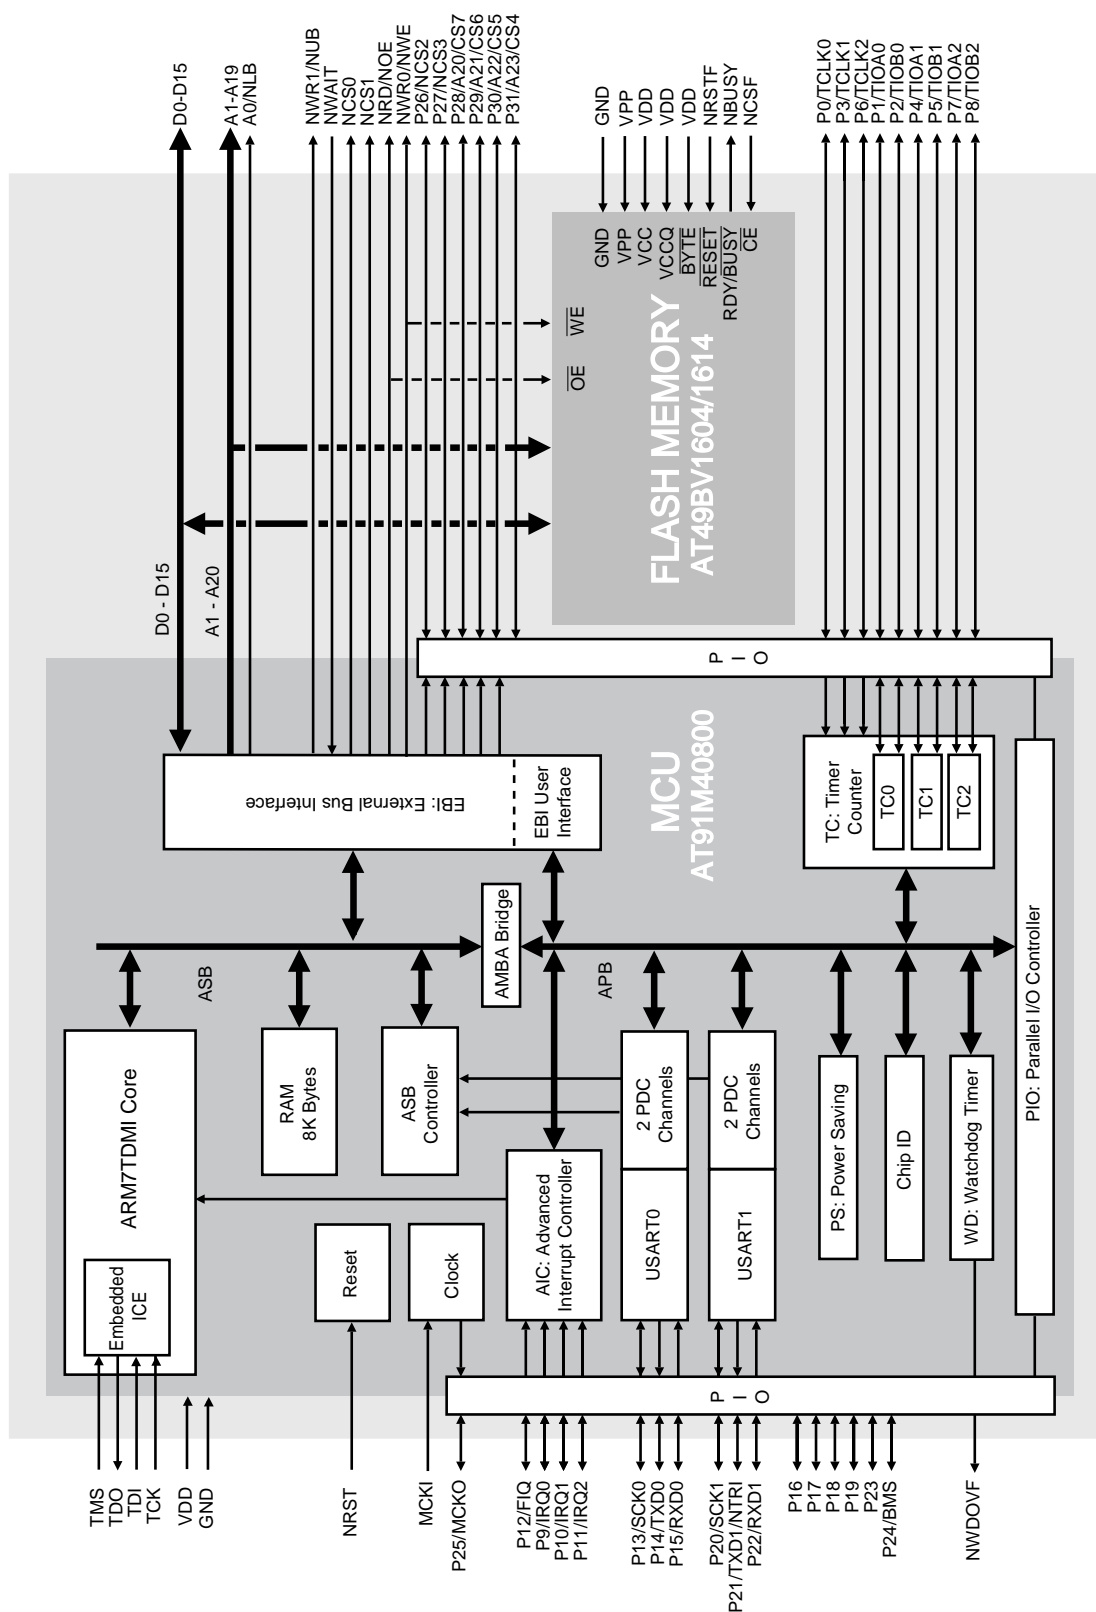 D0-D15
A1-A19
A0/NLB
NWR1/NUB
NWAIT
NCS0
NCS1
NRD/NOE
NWR0/NWE
P26/NCS2
P27/NCS3
P28/A20/CS7
P29/A21/CS6
P30/A22/CS5
P31/A23/CS4
GND
VPP
VDD
VDD
VDD
NRSTF
NBUSY
NCSF
P0/TCLK0
P3/TCLK1
P6/TCLK2
P1/TIOA0
P2/TIOB0
P4/TIOA1
P5/TIOB1
P7/TIOA2
P8/TIOB2
GND
VPP
VCC
VCCQ
BYTE
RESET
RDY/BUSY
CE
WE
OE
FLASH MEMORY
AT49BV1604/1614
D0 - D15
A1 - A20
PIO
MCU
AT91M40800
EBI: External Bus Interface
EBI User
Interface
TC: Timer
Counter
TC0
TC1
TC2
AMBA Bridge
ASB
APB
PIO: Parallel I/O Controller
ARM7TDMI Core
Embedded
ICE
RAM
8K Bytes
ASB
Controller
2 PDC
Channels
2 PDC
Channels
Reset
Clock
AIC: Advanced
Interrupt Controller
USART0
USART1
PS: Power Saving
Chip ID
WD: Watchdog Timer
PIO
TMS
TDO
TDI
TCK
VDD
GND
NRST
MCKI
P25/MCKO
P12/FIQ
P9/IRQ0
P10/IRQ1
P11/IRQ2
P13/SCK0
P14/TXD0
P15/RXD0
P20/SCK1
P21/TXD1/NTRI
P22/RXD1
P16
P17
P18
P19
P23
P24/BMS
NWDOVF